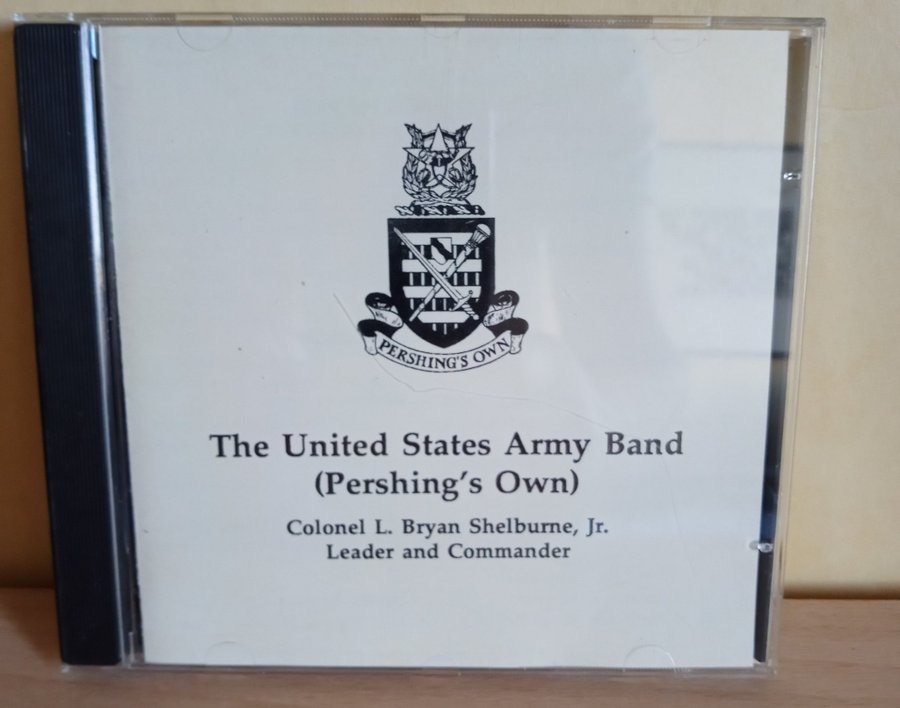 PERSHING'S OWN
The United States Army Band
(Pershing's Own)
Colonel L. Bryan Shelburne, Jr.
Leader and Commander